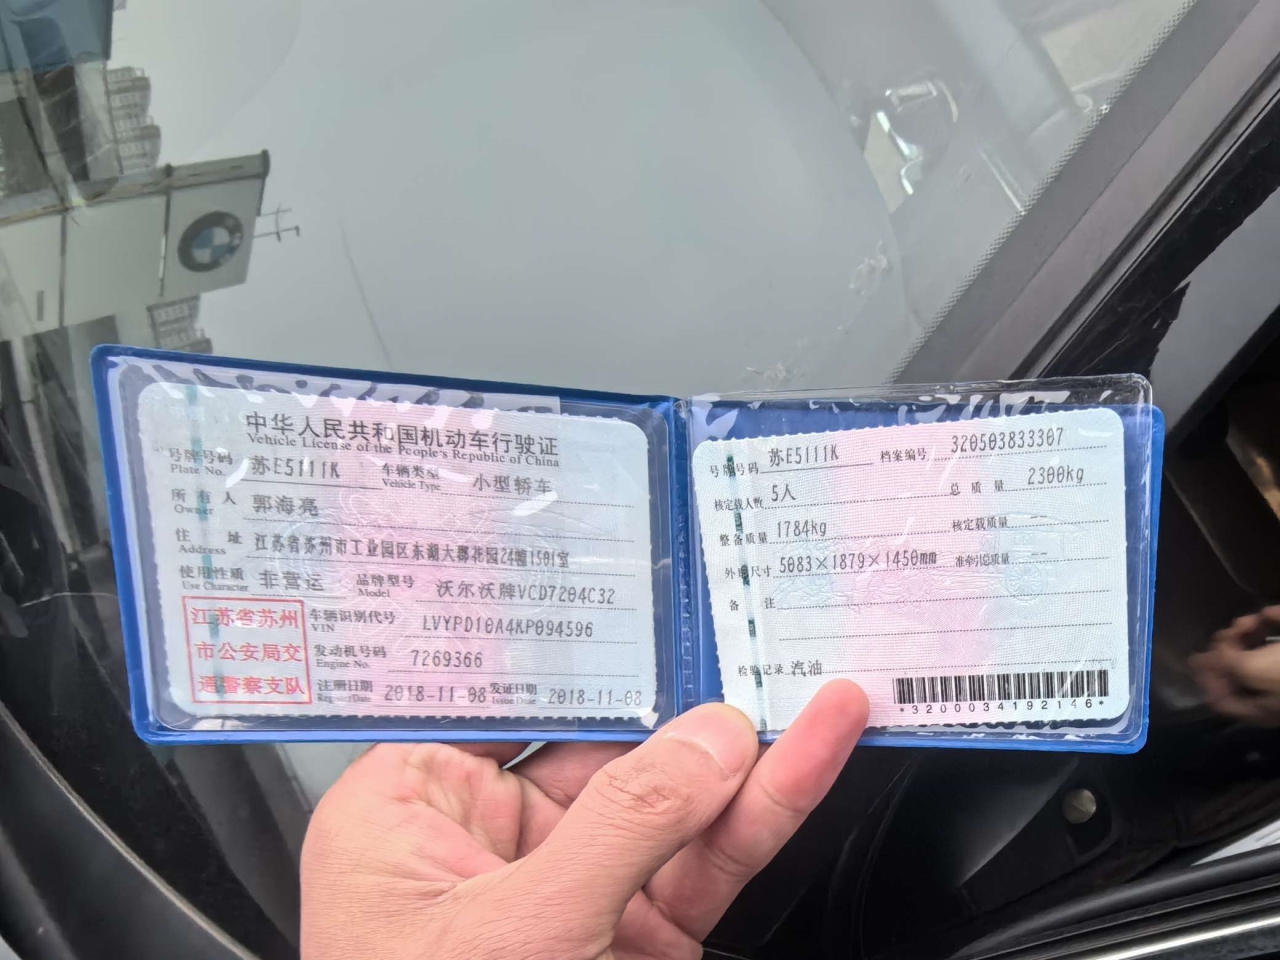 中华人民共和国机动车行驶证
Vehicle License of the People's Republic of China
号牌号码 Plate No. 苏E5111K 车辆类型 Vehicle Type 小型轿车
所有人 Owner 郭海亮
住址 Address 江苏省苏州市工业园区东湖大郡花园24幢1501室
使用性质 Use Character 非营运 品牌型号 Model 沃尔沃牌VCD7204C32
江苏省苏州
市公安局交
通警察支队
车辆识别代号 VIN LVYPD10A4KP094596
发动机号码 Engine No. 7269366
注册日期 Register Date 2018-11-08 发证日期 Issue Date 2018-11-08
号牌号码 苏E5111K 档案编号 320503833307
核定载人数 5人 总质量 2300kg
整备质量 1784kg 核定载质量 --
外廓尺寸 5083×1879×1450mm 准牵引总质量 --
备注
检验记录 汽油
*3200034192146*